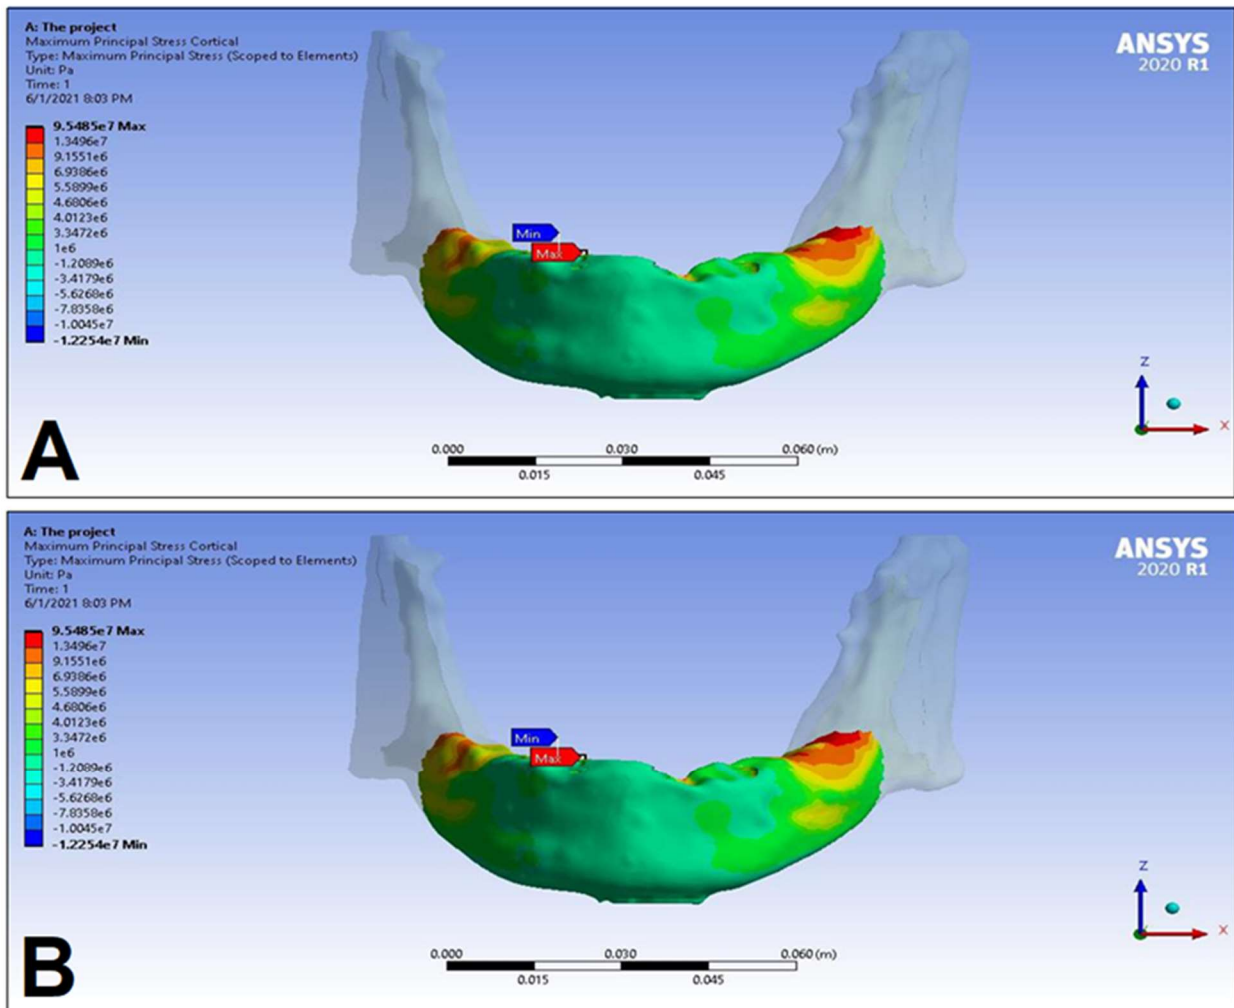 A: The project
Maximum Principal Stress Cortical
Type: Maximum Principal Stress (Scoped to Elements)
Unit: Pa
Time: 1
6/1/2021 8:03 PM
ANSYS
2020 R1
9.5485e7 Max
1.3496e7
9.1551e6
6.9386e6
5.5899e6
4.6806e6
4.0123e6
3.3472e6
1e6
-1.2089e6
-3.4179e6
-5.6268e6
-7.8358e6
-1.0045e7
-1.2254e7 Min
Min
Max
Z
X
0.000 0.030 0.060 (m)
0.015 0.045
A
A: The project
Maximum Principal Stress Cortical
Type: Maximum Principal Stress (Scoped to Elements)
Unit: Pa
Time: 1
6/1/2021 8:03 PM
ANSYS
2020 R1
9.5485e7 Max
1.3496e7
9.1551e6
6.9386e6
5.5899e6
4.6806e6
4.0123e6
3.3472e6
1e6
-1.2089e6
-3.4179e6
-5.6268e6
-7.8358e6
-1.0045e7
-1.2254e7 Min
Min
Max
Z
X
0.000 0.030 0.060 (m)
0.015 0.045
B